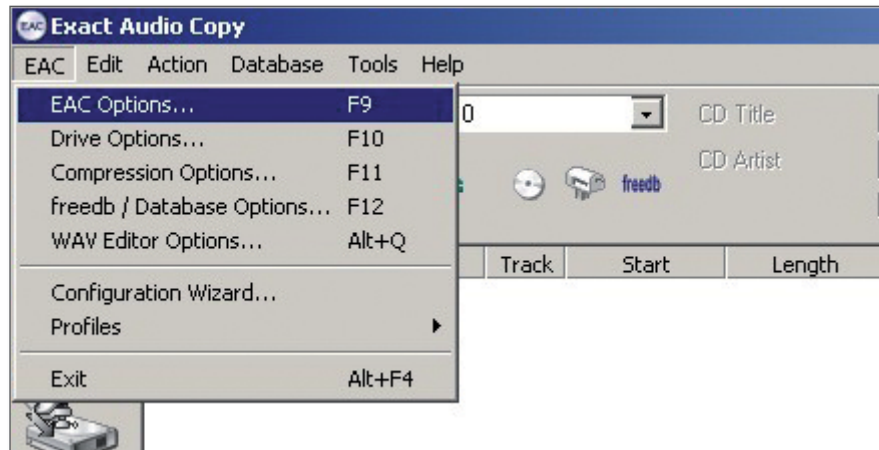 EAC Exact Audio Copy
EAC Edit Action Database Tools Help
EAC Options... F9
0
CD Title
Drive Options... F10
CD Artist
Compression Options... F11
freedb
freedb / Database Options... F12
WAV Editor Options... Alt+Q
Track Start Length
Configuration Wizard...
Profiles
Exit Alt+F4